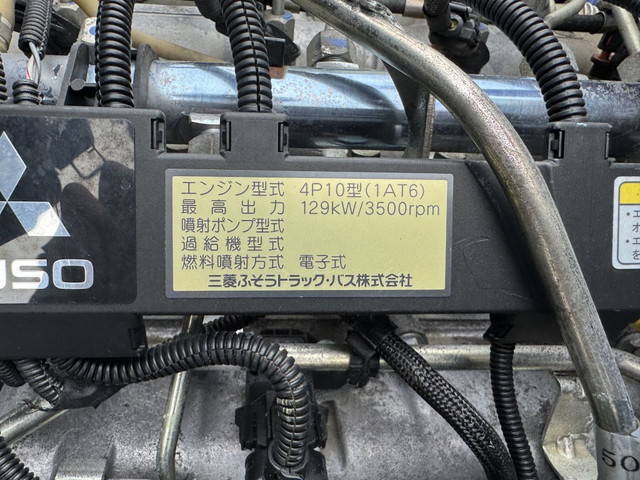 エンジン型式 4P10型(1AT6)
最高出力 129kW/3500rpm
噴射ポンプ型式
過給機型式
燃料噴射方式 電子式
三菱ふそうトラック・バス株式会社
USO
50